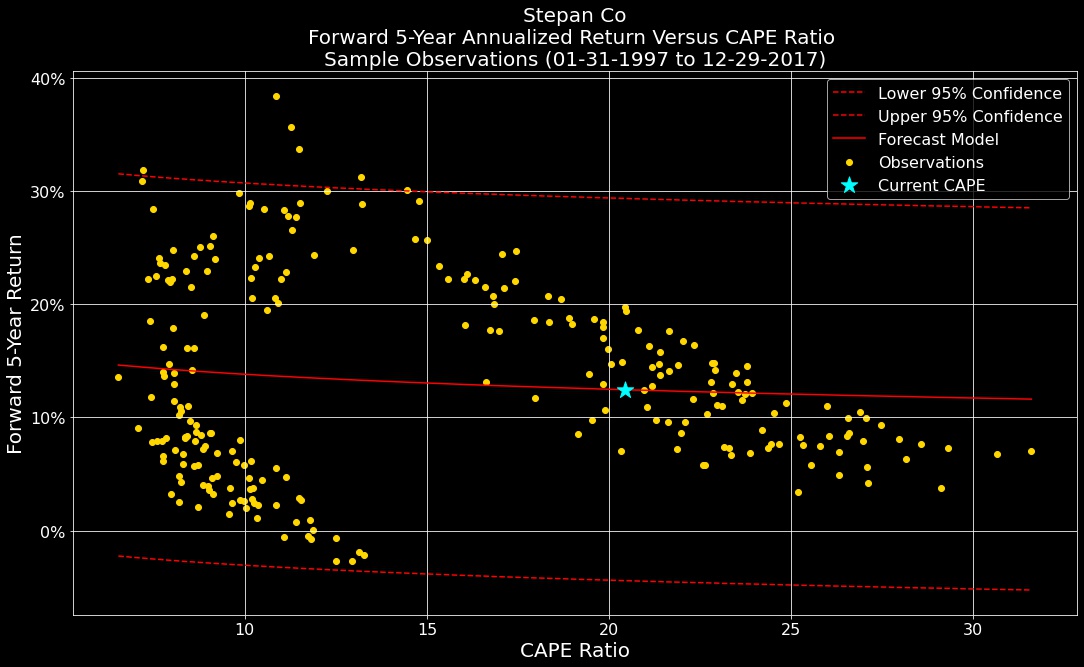 Stepan Co
Forward 5-Year Annualized Return Versus CAPE Ratio
Sample Observations (01-31-1997 to 12-29-2017)
40%
30%
20%
10%
0%
Forward 5-Year Return
Lower 95% Confidence
Upper 95% Confidence
Forecast Model
Observations
Current CAPE
10
15
20
25
30
CAPE Ratio